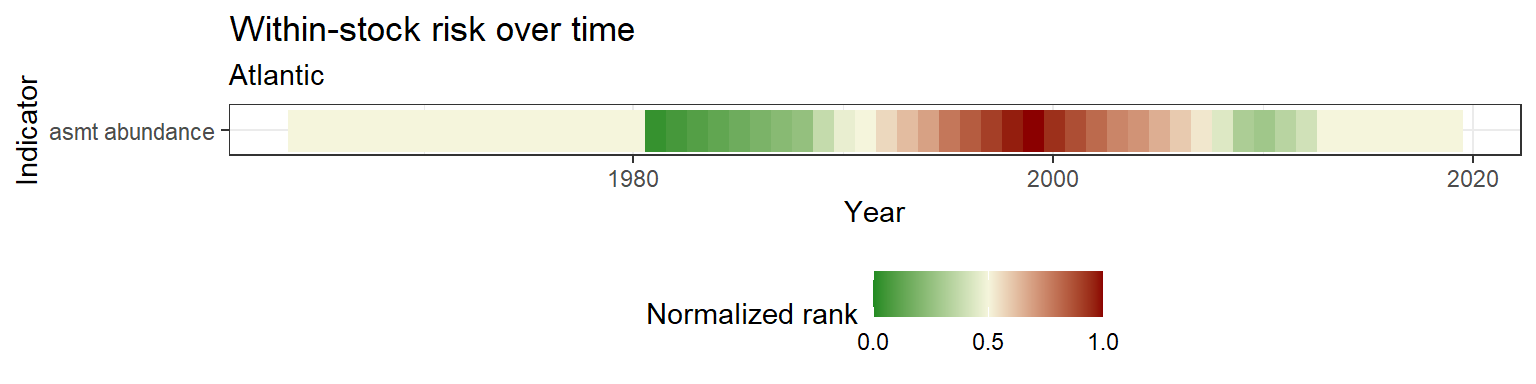 Within-stock risk over time
Atlantic
Indicator
asmt abundance
1980 2000 2020
Year
Normalized rank
0.0 0.5 1.0